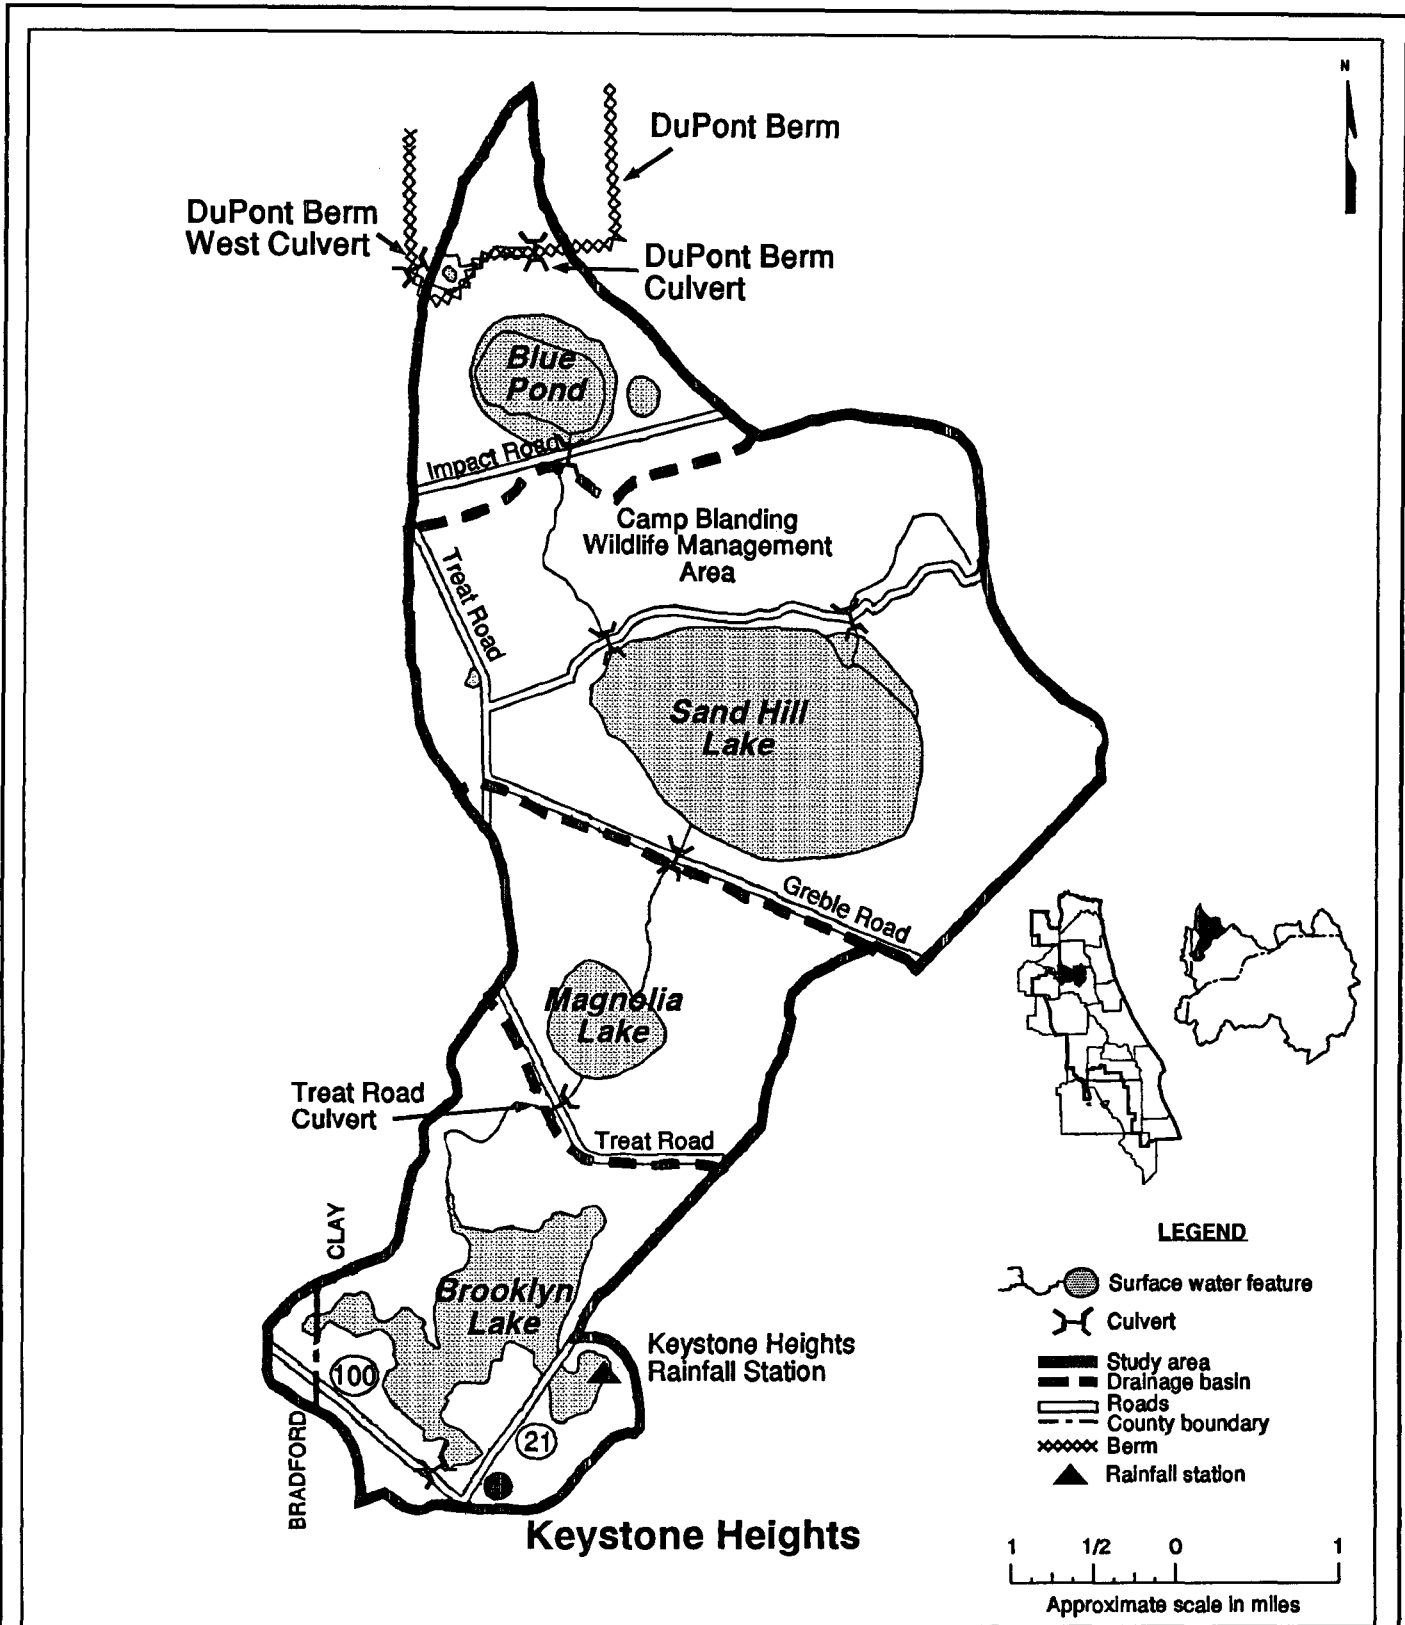 N
DuPont Berm
DuPont Berm
West Culvert
DuPont Berm
Culvert
Blue
Pond
Impact Road
Camp Blanding
Wildlife Management
Area
Treat Road
Sand Hill
Lake
Greble Road
Magnolia
Lake
Treat Road
Culvert
Treat Road
CLAY
BRADFORD
Brooklyn
Lake
Keystone Heights
Rainfall Station
100
21
Keystone Heights
LEGEND
Surface water feature
Culvert
Study area
Drainage basin
Roads
County boundary
Berm
Rainfall station
1 1/2 0 1
Approximate scale in miles